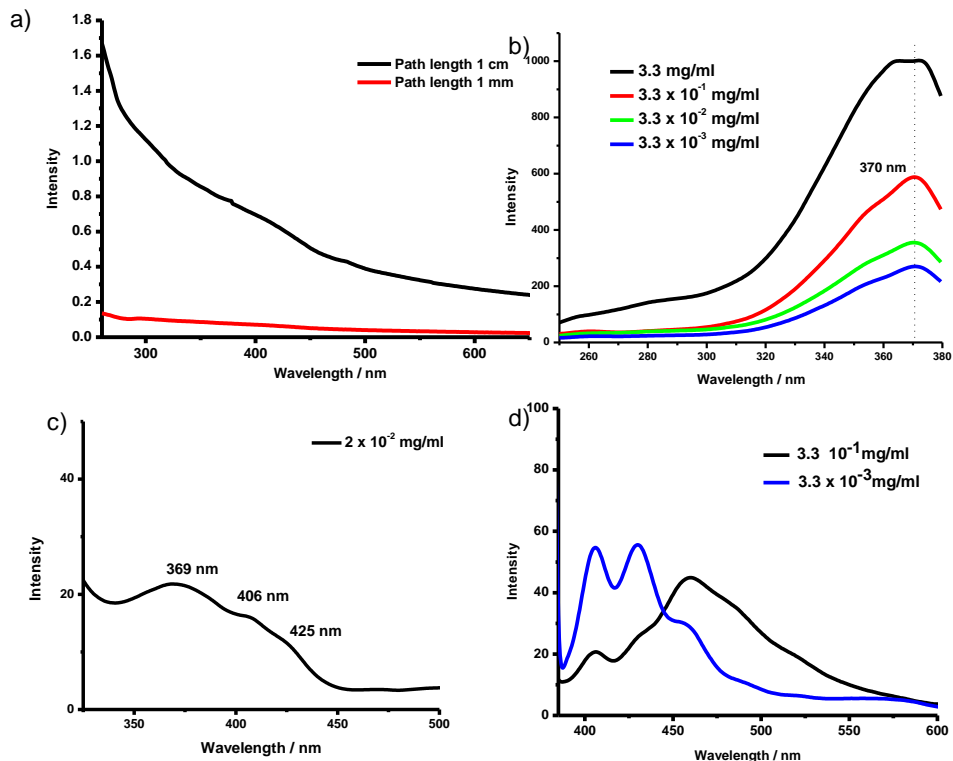 a)
1.8
1.6
1.4
1.2
1.0
0.8
0.6
0.4
0.2
0.0
Intensity
Path length 1 cm
Path length 1 mm
300
400
500
600
Wavelength / nm
b)
1000
800
600
400
200
0
Intensity
3.3 mg/ml
3.3 x 10⁻¹ mg/ml
3.3 x 10⁻² mg/ml
3.3 x 10⁻³ mg/ml
370 nm
260
280
300
320
340
360
380
Wavelength / nm
c)
40
20
0
Intensity
2 x 10⁻² mg/ml
369 nm
406 nm
425 nm
350
400
450
500
Wavelength / nm
d)
100
80
60
40
20
0
Intensity
3.3 10⁻¹mg/ml
3.3 x 10⁻³mg/ml
400
450
500
550
600
Wavelength / nm